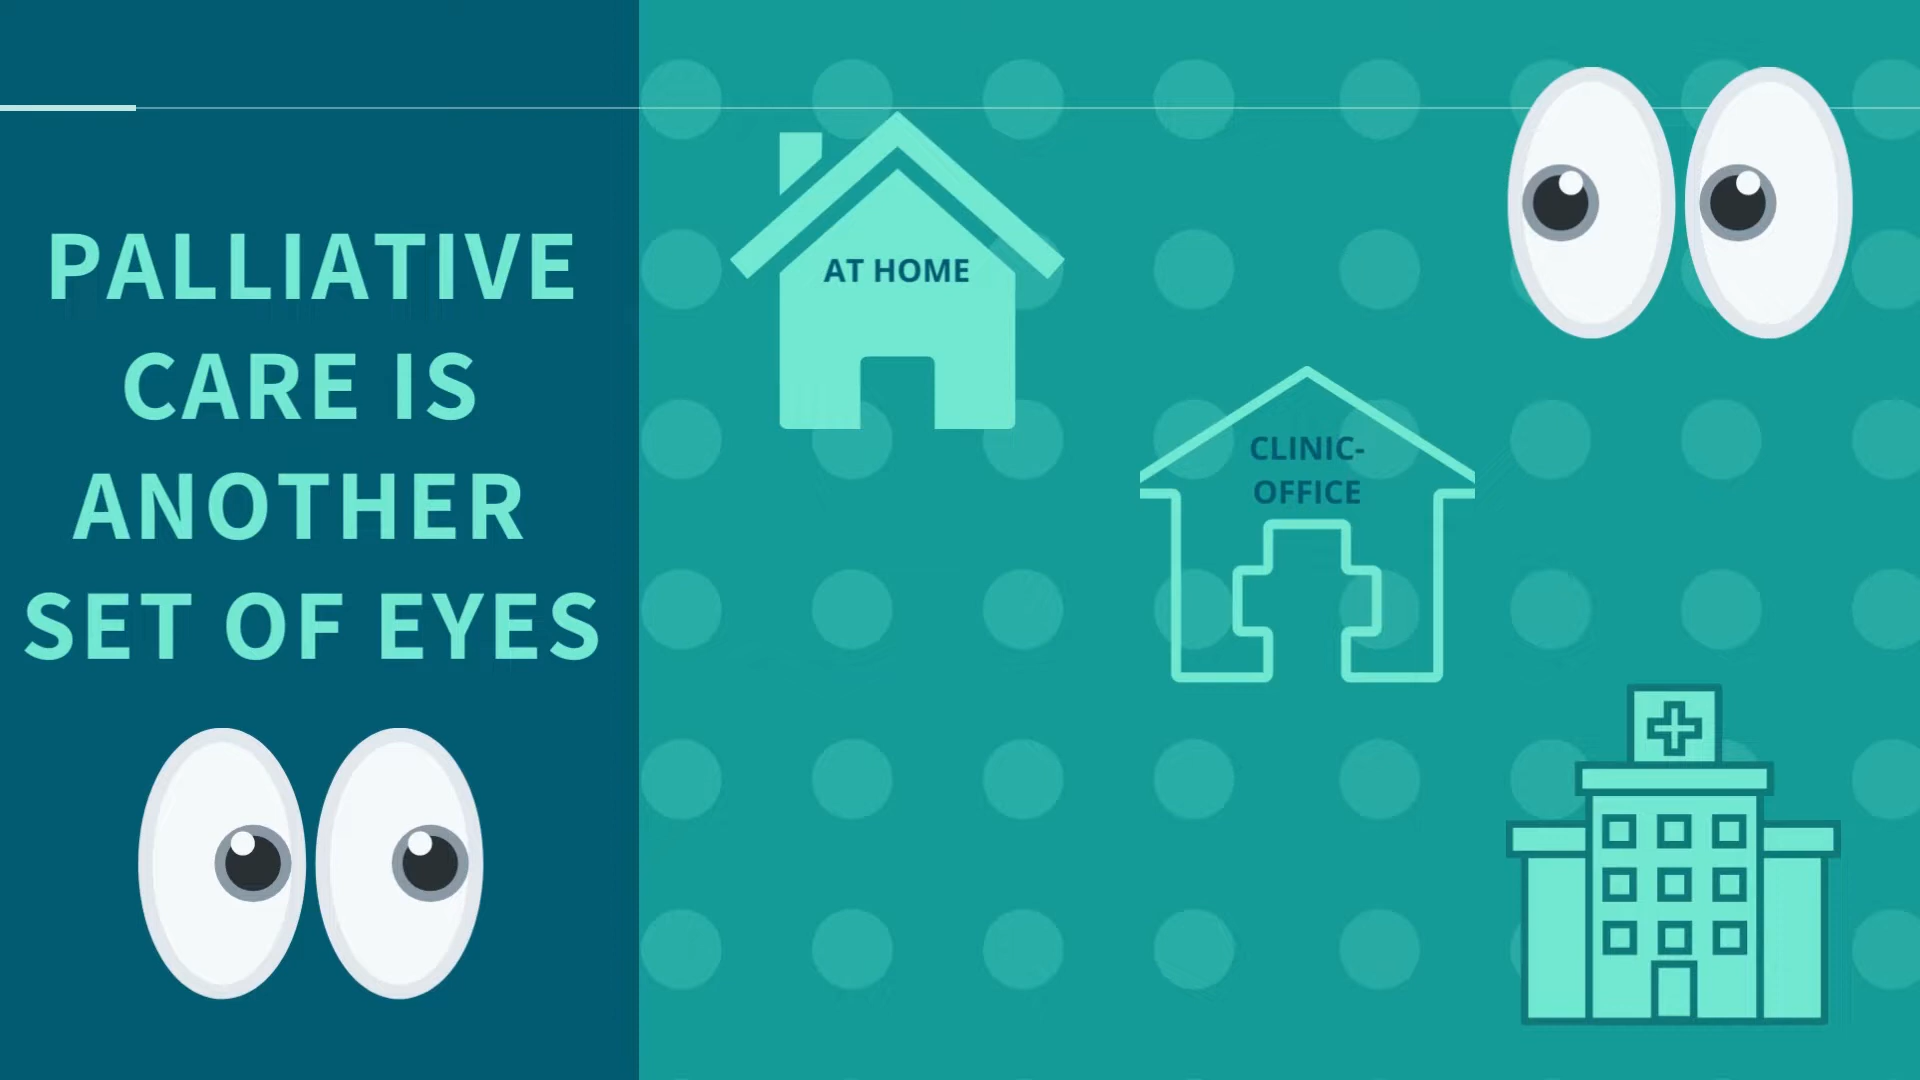 PALLIATIVE
CARE IS
ANOTHER
SET OF EYES
AT HOME
CLINIC-
OFFICE